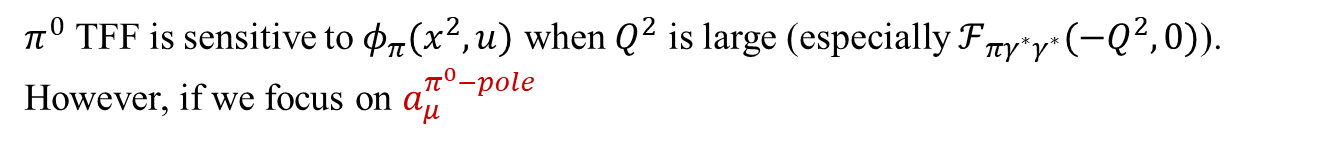 π⁰ TFF is sensitive to ϕ_π(x², u) when Q² is large (especially ℱ_{πγ*γ*}(−Q², 0)).
However, if we focus on a_μ^{π⁰−pole}